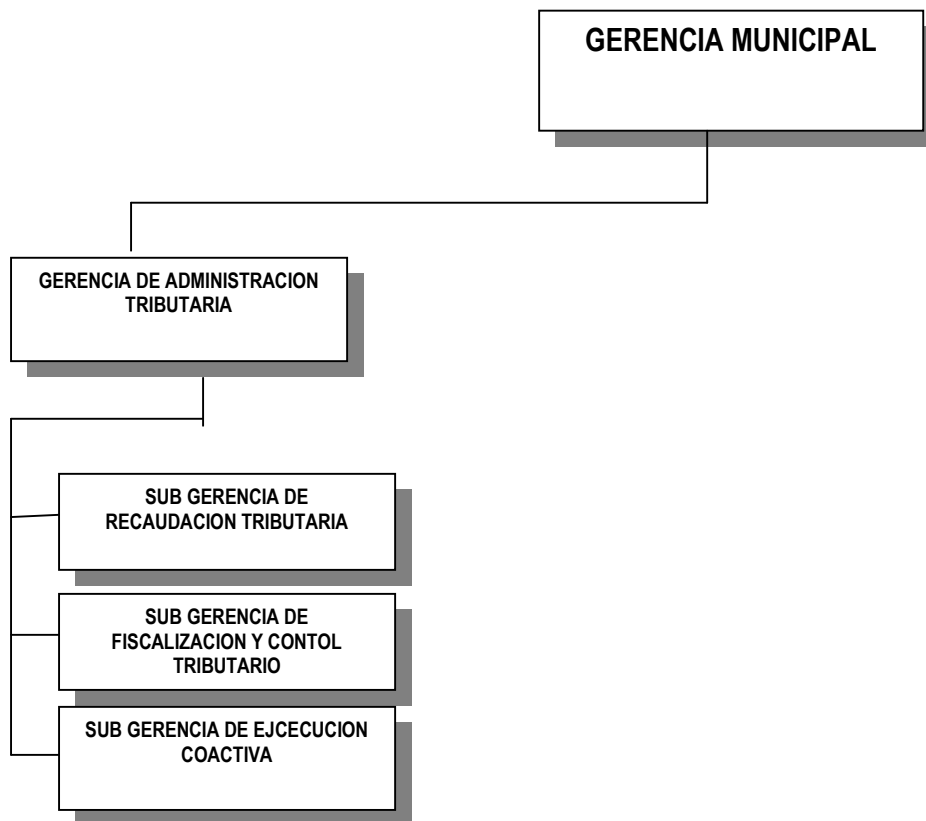 GERENCIA MUNICIPAL
GERENCIA DE ADMINISTRACION
TRIBUTARIA
SUB GERENCIA DE
RECAUDACION TRIBUTARIA
SUB GERENCIA DE
FISCALIZACION Y CONTOL
TRIBUTARIO
SUB GERENCIA DE EJCECUCION
COACTIVA